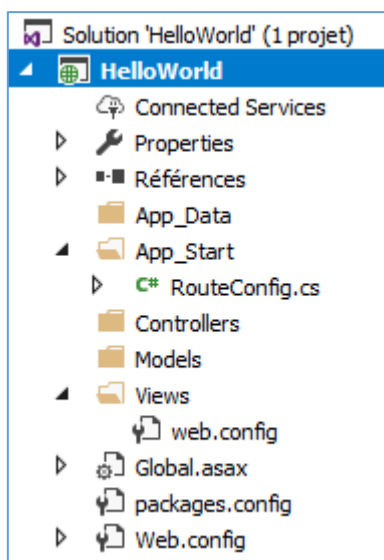 Solution 'HelloWorld' (1 projet)
HelloWorld
Connected Services
Properties
Références
App_Data
App_Start
C# RouteConfig.cs
Controllers
Models
Views
web.config
Global.asax
packages.config
Web.config